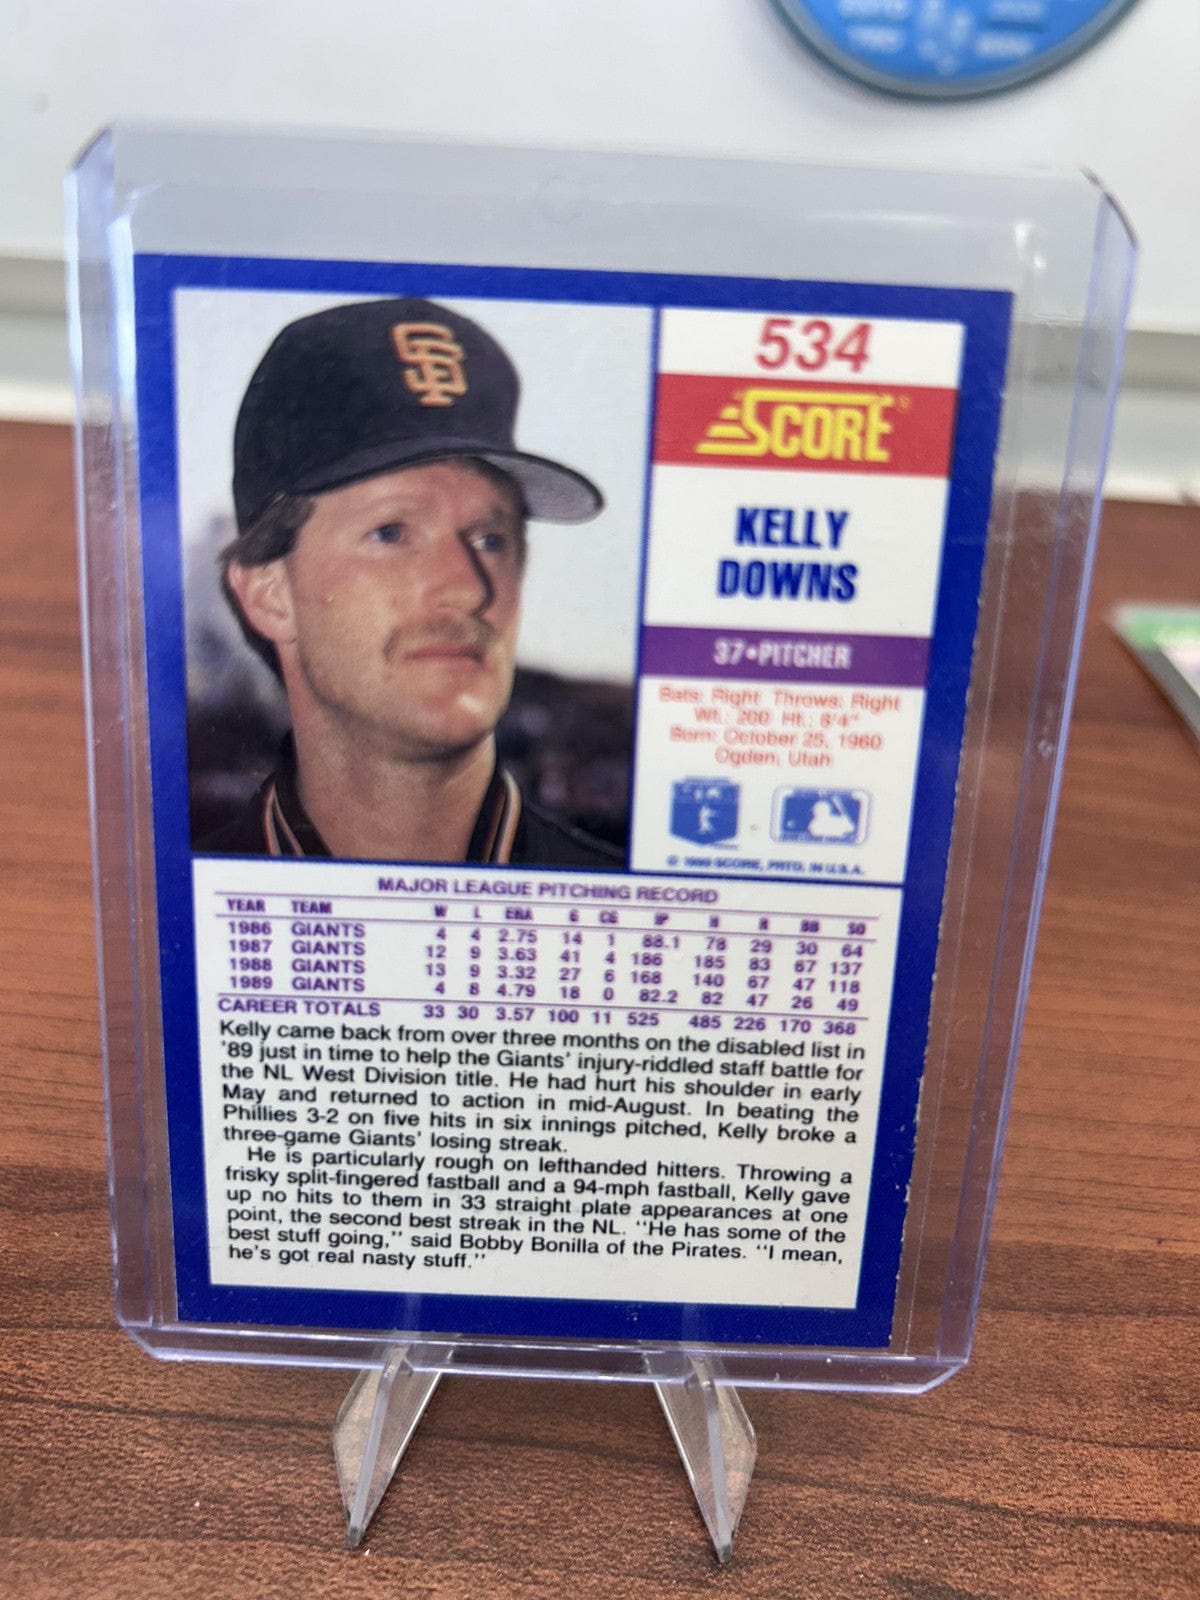 SF
534
SCORE
KELLY
DOWNS
37•PITCHER
Bats: Right Throws: Right
Wt.: 200 Ht.: 6'4"
Born: October 25, 1960
Ogden, Utah
SCORE, PRTD. IN U.S.A.
MAJOR LEAGUE PITCHING RECORD
YEAR TEAM W L ERA G CG IP H R BB SO
1986 GIANTS 4 4 2.75 14 1 88.1 78 29 30 64
1987 GIANTS 12 9 3.63 41 4 186 185 83 67 137
1988 GIANTS 13 9 3.32 27 6 168 140 67 47 118
1989 GIANTS 4 8 4.79 18 0 82.2 82 47 26 49
CAREER TOTALS 33 30 3.57 100 11 525 485 226 170 368
Kelly came back from over three months on the disabled list in
'89 just in time to help the Giants' injury-riddled staff battle for
the NL West Division title. He had hurt his shoulder in early
May and returned to action in mid-August. In beating the
Phillies 3-2 on five hits in six innings pitched, Kelly broke a
three-game Giants' losing streak.
He is particularly rough on lefthanded hitters. Throwing a
frisky split-fingered fastball and a 94-mph fastball, Kelly gave
up no hits to them in 33 straight plate appearances at one
point, the second best streak in the NL. "He has some of the
best stuff going," said Bobby Bonilla of the Pirates. "I mean,
he's got real nasty stuff."